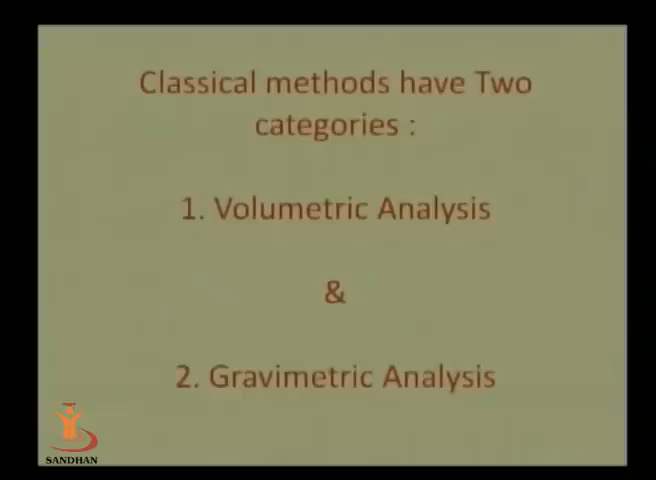 Classical methods have Two
categories :
1. Volumetric Analysis
&
2. Gravimetric Analysis
SANDHAN